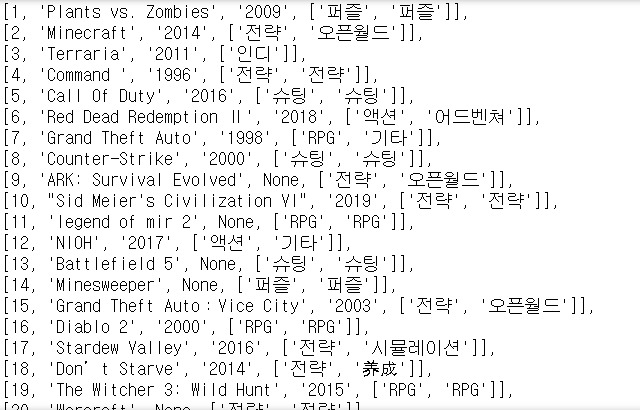 [1, 'Plants vs. Zombies', '2009', ['퍼즐', '퍼즐']],
[2, 'Minecraft', '2014', ['전략', '오픈월드']],
[3, 'Terraria', '2011', ['인디']],
[4, 'Command ', '1996', ['전략', '전략']],
[5, 'Call Of Duty', '2016', ['슈팅', '슈팅']],
[6, 'Red Dead Redemption Ⅱ', '2018', ['액션', '어드벤쳐']],
[7, 'Grand Theft Auto', '1998', ['RPG', '기타']],
[8, 'Counter-Strike', '2000', ['슈팅', '슈팅']],
[9, 'ARK: Survival Evolved', None, ['전략', '오픈월드']],
[10, "Sid Meier's Civilization VI", '2019', ['전략', '전략']],
[11, 'legend of mir 2', None, ['RPG', 'RPG']],
[12, 'NIOH', '2017', ['액션', '기타']],
[13, 'Battlefield 5', None, ['슈팅', '슈팅']],
[14, 'Minesweeper', None, ['퍼즐', '퍼즐']],
[15, 'Grand Theft Auto：Vice City', '2003', ['전략', '오픈월드']],
[16, 'Diablo 2', '2000', ['RPG', 'RPG']],
[17, 'Stardew Valley', '2016', ['전략', '시뮬레이션']],
[18, 'Don’t Starve', '2014', ['전략', '养成']],
[19, 'The Witcher 3: Wild Hunt', '2015', ['RPG', 'RPG']],